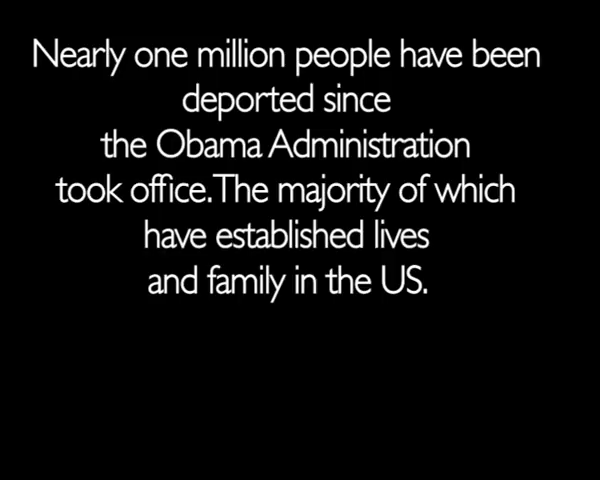 Nearly one million people have been
deported since
the Obama Administration
took office.The majority of which
have established lives
and family in the US.